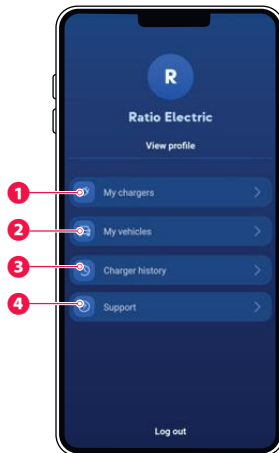 R
Ratio Electric
View profile
1 My chargers
2 My vehicles
3 Charger history
4 Support
Log out